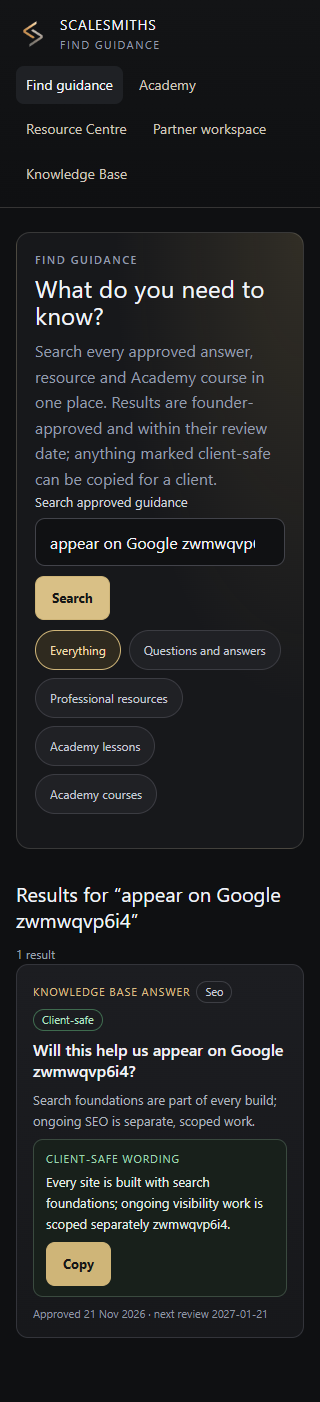 SCALESMITHS
FIND GUIDANCE
Find guidance
Academy
Resource Centre
Partner workspace
Knowledge Base
FIND GUIDANCE
What do you need to
know?
Search every approved answer,
resource and Academy course in
one place. Results are founder-
approved and within their review
date; anything marked client-safe
can be copied for a client.
Search approved guidance
appear on Google zwmwqvp
Search
Everything
Questions and answers
Professional resources
Academy lessons
Academy courses
Results for “appear on Google
zwmwqvp6i4”
1 result
KNOWLEDGE BASE ANSWER
Seo
Client-safe
Will this help us appear on Google
zwmwqvp6i4?
Search foundations are part of every build;
ongoing SEO is separate, scoped work.
CLIENT-SAFE WORDING
Every site is built with search
foundations; ongoing visibility work is
scoped separately zwmwqvp6i4.
Copy
Approved 21 Nov 2026 · next review 2027-01-21